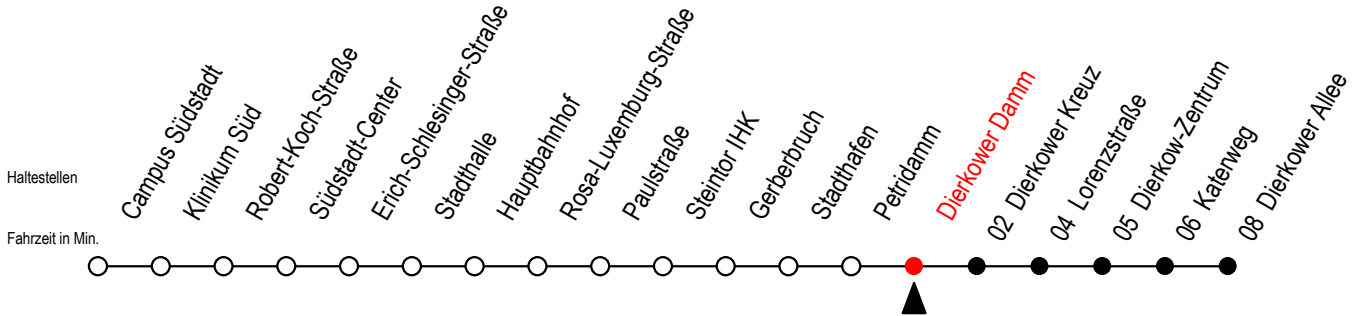 Haltestellen
Fahrzeit in Min.
Campus Südstadt
Klinikum Süd
Robert-Koch-Straße
Südstadt-Center
Erich-Schlesinger-Straße
Stadthalle
Hauptbahnhof
Rosa-Luxemburg-Straße
Paulstraße
Steintor IHK
Gerberbruch
Stadthafen
Petridamm
Dierkower Damm
02 Dierkower Kreuz
04 Lorenzstraße
05 Dierkow-Zentrum
06 Katerweg
08 Dierkower Allee